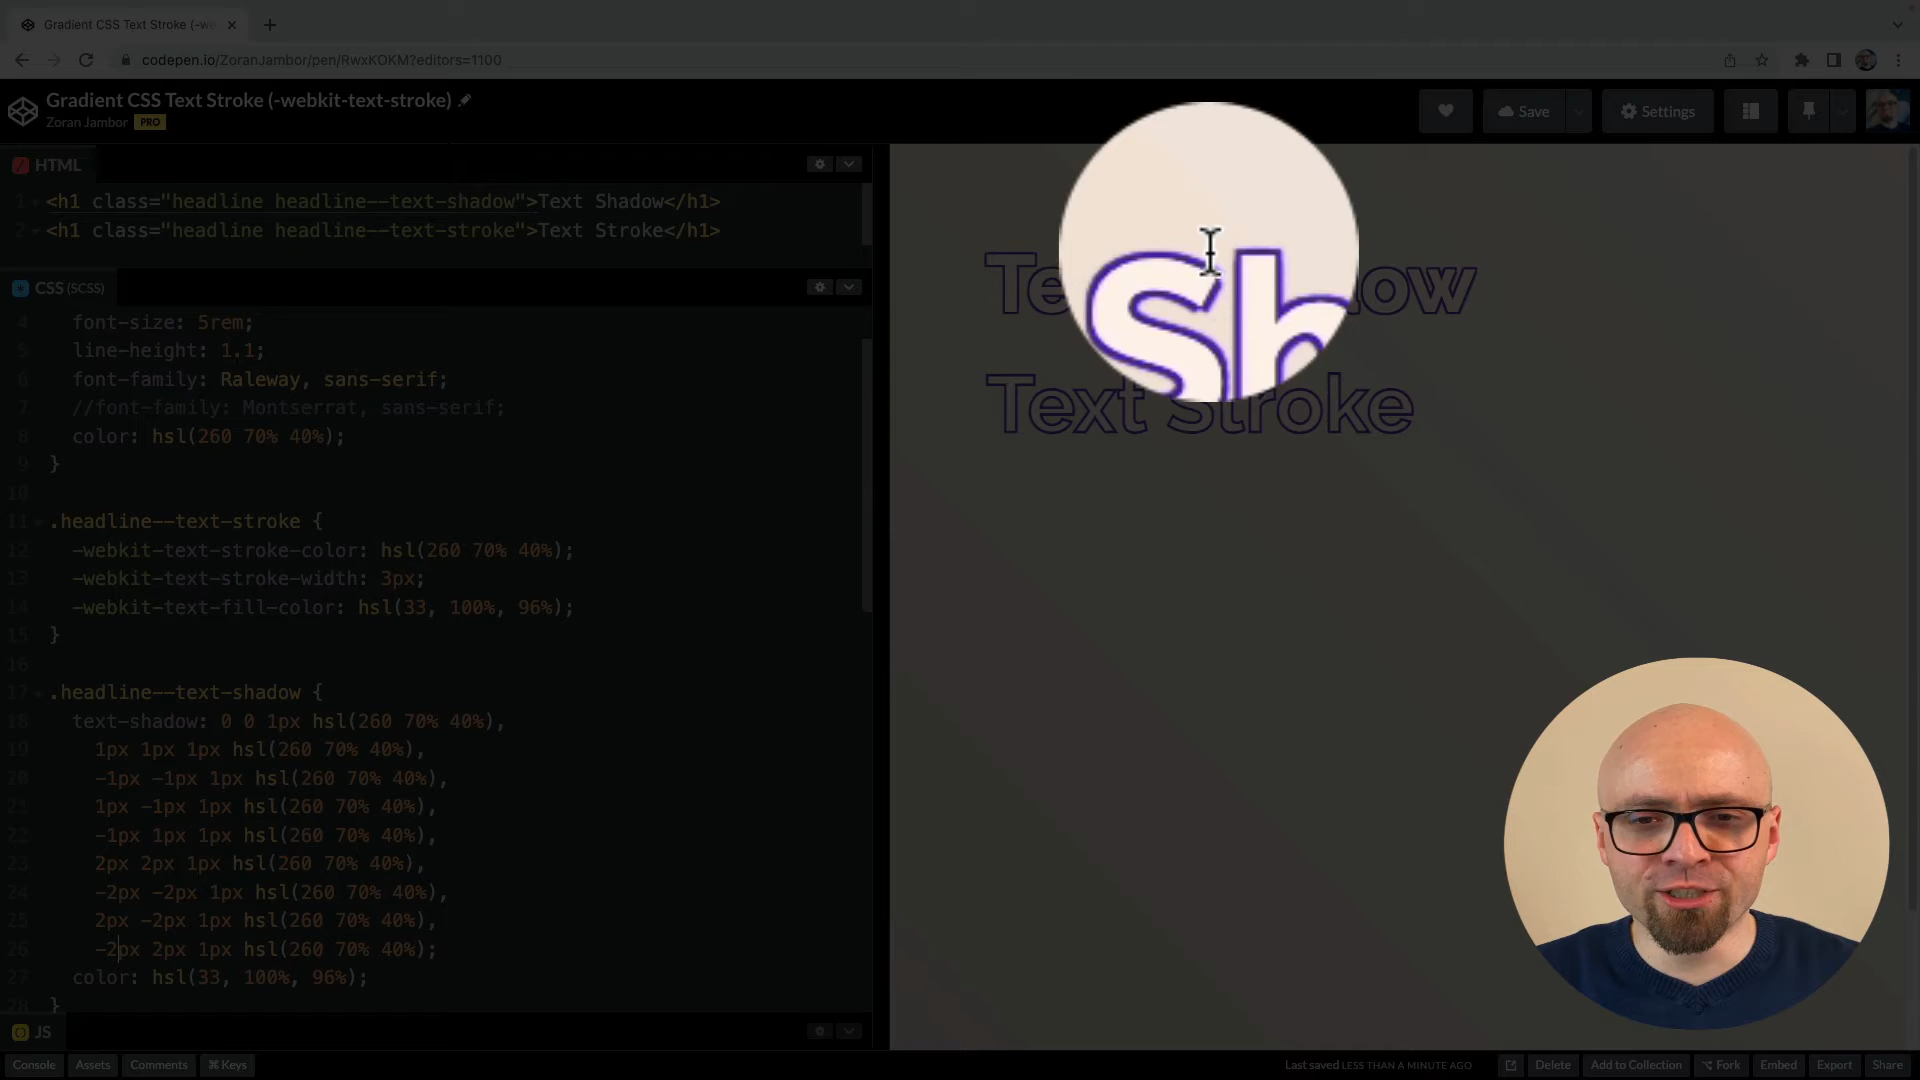 Gradient CSS Text Stroke (-we
codepen.io/ZoranJambor/pen/RwxKOKM?editors=1100
Gradient CSS Text Stroke (-webkit-text-stroke)
Zoran Jambor PRO
Save
Settings
HTML
1 <h1 class="headline headline--text-shadow">Text Shadow</h1>
2 <h1 class="headline headline--text-stroke">Text Stroke</h1>
CSS (SCSS)
4 font-size: 5rem;
5 line-height: 1.1;
6 font-family: Raleway, sans-serif;
7 //font-family: Montserrat, sans-serif;
8 color: hsl(260 70% 40%);
9 }
10
11 .headline--text-stroke {
12 -webkit-text-stroke-color: hsl(260 70% 40%);
13 -webkit-text-stroke-width: 3px;
14 -webkit-text-fill-color: hsl(33, 100%, 96%);
15 }
16
17 .headline--text-shadow {
18 text-shadow: 0 0 1px hsl(260 70% 40%),
19 1px 1px 1px hsl(260 70% 40%),
20 -1px -1px 1px hsl(260 70% 40%),
21 1px -1px 1px hsl(260 70% 40%),
22 -1px 1px 1px hsl(260 70% 40%),
23 2px 2px 1px hsl(260 70% 40%),
24 -2px -2px 1px hsl(260 70% 40%),
25 2px -2px 1px hsl(260 70% 40%),
26 -2px 2px 1px hsl(260 70% 40%);
27 color: hsl(33, 100%, 96%);
28 }
JS
Te Sh ow
Text Stroke
Console Assets Comments ⌘ Keys
Last saved LESS THAN A MINUTE AGO Delete Add to Collection Fork Embed Export Share